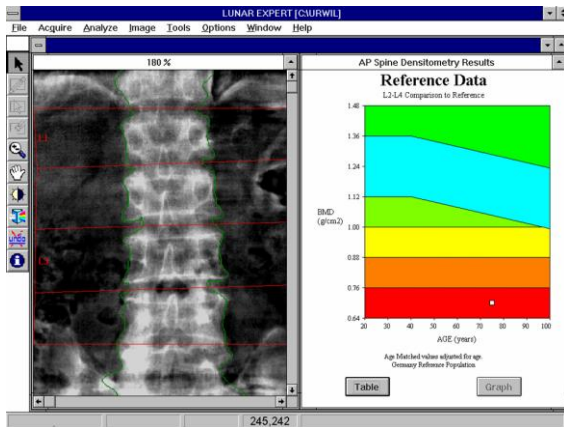 LUNAR EXPERT [C:\URWIL]
File Acquire Analyze Image Tools Options Window Help
180 %
AP Spine Densitometry Results
Reference Data
L2-L4 Comparison to Reference
1.48
1.36
1.24
1.12
1.00
0.88
0.76
0.64
BMD
(g/cm2)
20 30 40 50 60 70 80 90 100
AGE (years)
Age Matched values adjusted for age.
Germany Reference Population
Table Graph
245,242